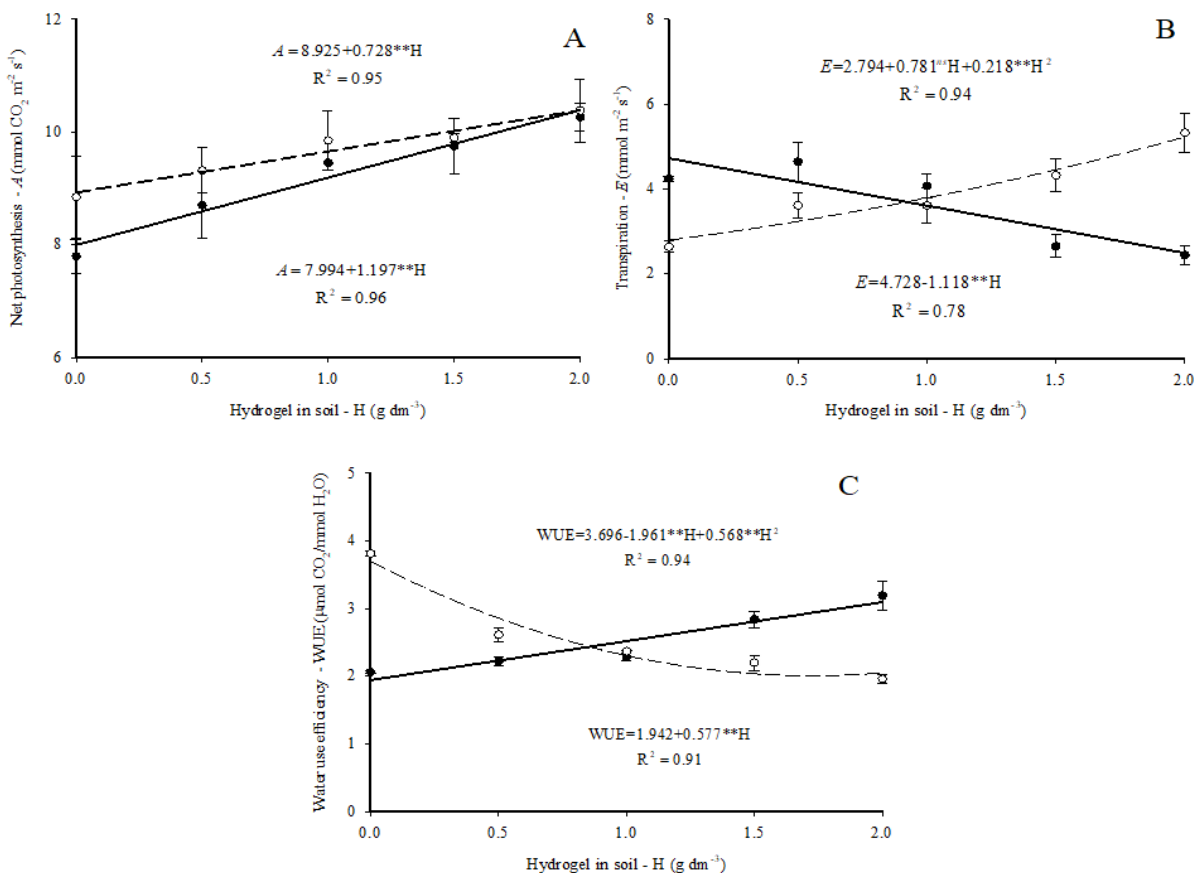 A
A = 8.925+0.728**H
R² = 0.95
A = 7.994+1.197**H
R² = 0.96
Net photosynthesis - A (mmol CO₂ m⁻² s⁻¹)
12
10
8
6
0.0 0.5 1.0 1.5 2.0
Hydrogel in soil - H (g dm⁻³)
B
E=2.794+0.781ⁿˢH+0.218**H²
R² = 0.94
E=4.728-1.118**H
R² = 0.78
Transpiration - E (mmol m⁻² s⁻¹)
8
6
4
2
0
0.0 0.5 1.0 1.5 2.0
Hydrogel in soil - H (g dm⁻³)
C
WUE=3.696-1.961**H+0.568**H²
R² = 0.94
WUE=1.942+0.577**H
R² = 0.91
Water use efficiency - WUE (μmol CO₂/mmol H₂O)
5
4
3
2
1
0
0.0 0.5 1.0 1.5 2.0
Hydrogel in soil - H (g dm⁻³)